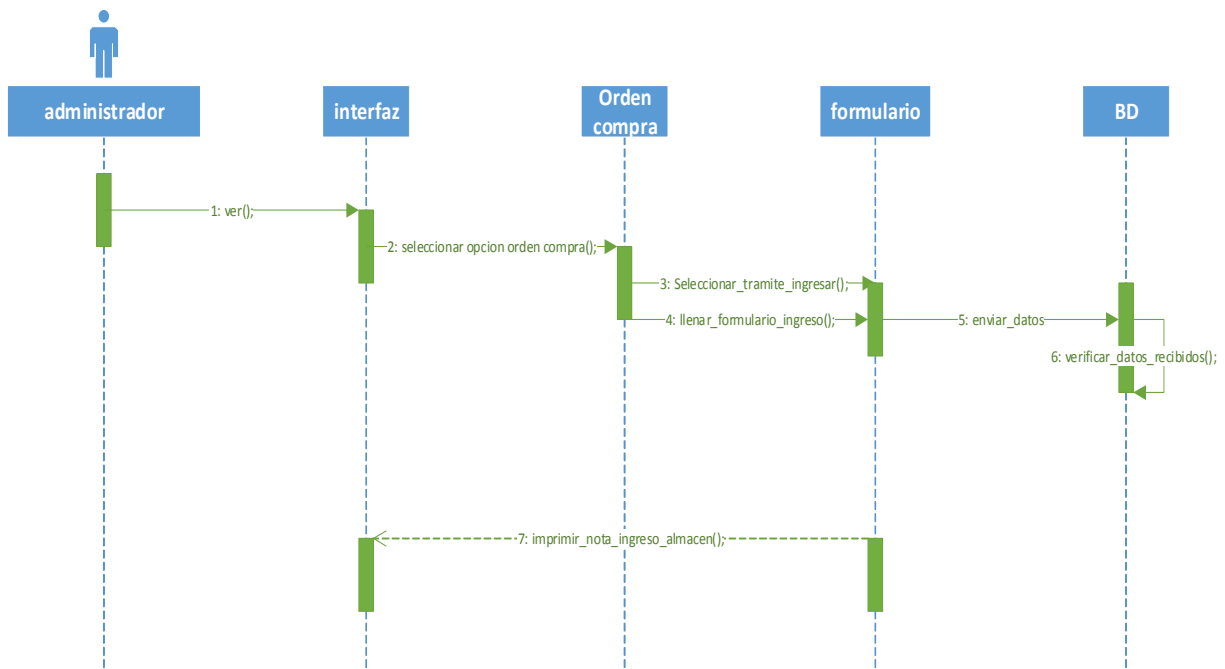 administrador
interfaz
Orden
compra
formulario
BD
1: ver();
2: seleccionar opcion orden compra();
3: Seleccionar_tramite_ingresar();
4: llenar_formulario_ingreso();
5: enviar_datos
6: verificar_datos_recibidos();
7: imprimir_nota_ingreso_almacen();